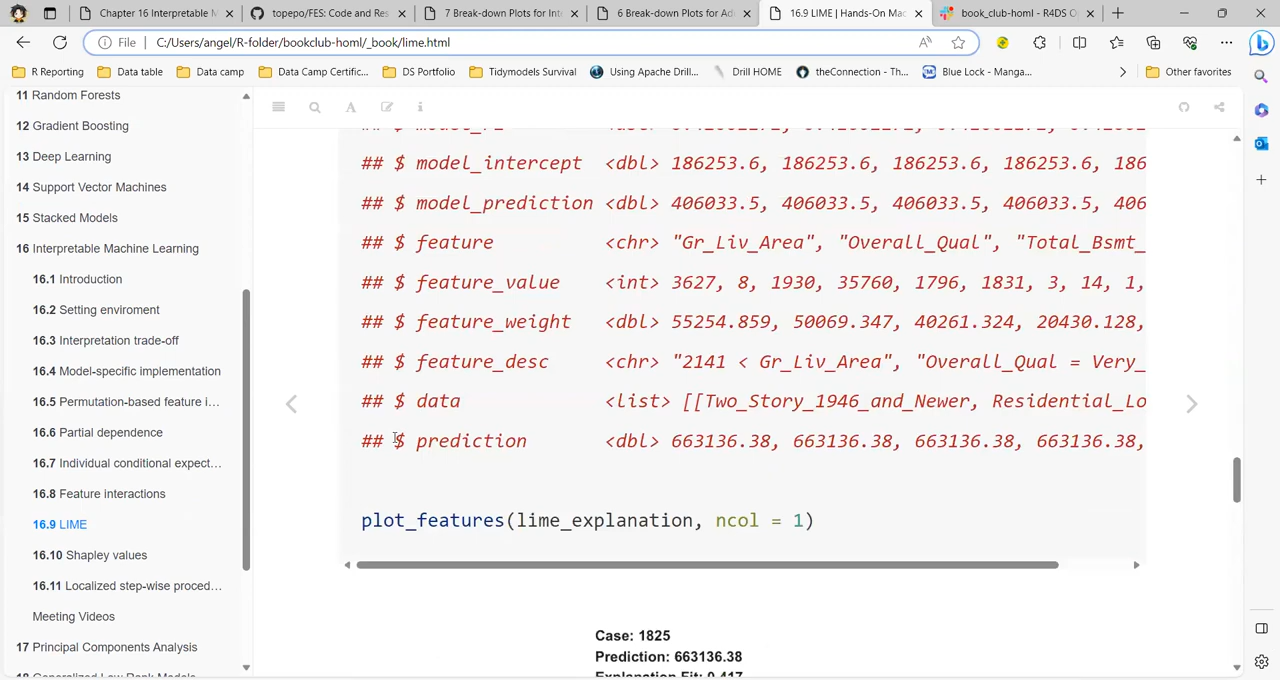 Chapter 16 Interpretable M
topepo/FES: Code and Res
7 Break-down Plots for Int
6 Break-down Plots for Ad
16.9 LIME | Hands-On Mac
book_club-homl - R4DS O
File C:/Users/angel/R-folder/bookclub-homl/_book/lime.html
R Reporting
Data table
Data camp
Data Camp Certific...
DS Portfolio
Tidymodels Survival
Using Apache Drill...
Drill HOME
theConnection - Th...
Blue Lock - Manga...
Other favorites
11 Random Forests
12 Gradient Boosting
13 Deep Learning
14 Support Vector Machines
15 Stacked Models
16 Interpretable Machine Learning
16.1 Introduction
16.2 Setting enviroment
16.3 Interpretation trade-off
16.4 Model-specific implementation
16.5 Permutation-based feature i...
16.6 Partial dependence
16.7 Individual conditional expect...
16.8 Feature interactions
16.9 LIME
16.10 Shapley values
16.11 Localized step-wise proced...
Meeting Videos
17 Principal Components Analysis
## $ model_intercept <dbl> 186253.6, 186253.6, 186253.6, 186253.6, 186
## $ model_prediction <dbl> 406033.5, 406033.5, 406033.5, 406033.5, 406
## $ feature <chr> "Gr_Liv_Area", "Overall_Qual", "Total_Bsmt_
## $ feature_value <int> 3627, 8, 1930, 35760, 1796, 1831, 3, 14, 1,
## $ feature_weight <dbl> 55254.859, 50069.347, 40261.324, 20430.128,
## $ feature_desc <chr> "2141 < Gr_Liv_Area", "Overall_Qual = Very_
## $ data <list> [[Two_Story_1946_and_Newer, Residential_Lo
## $ prediction <dbl> 663136.38, 663136.38, 663136.38, 663136.38,
plot_features(lime_explanation, ncol = 1)
Case: 1825
Prediction: 663136.38
Explanation Fit: 0.417